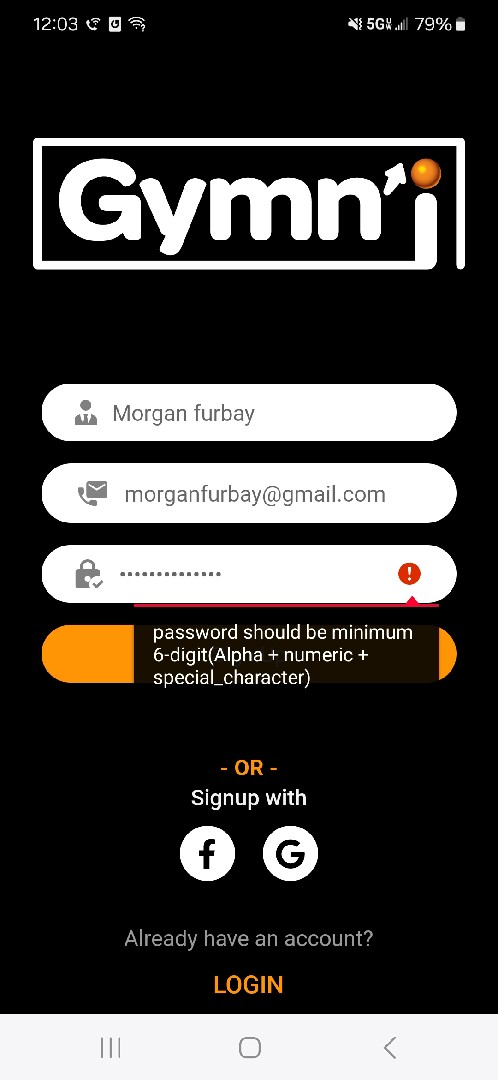 12:03
5G
79%
Gymn'i
Morgan furbay
morganfurbay@gmail.com
••••••••••••••
password should be minimum
6-digit(Alpha + numeric +
special_character)
- OR -
Signup with
Already have an account?
LOGIN